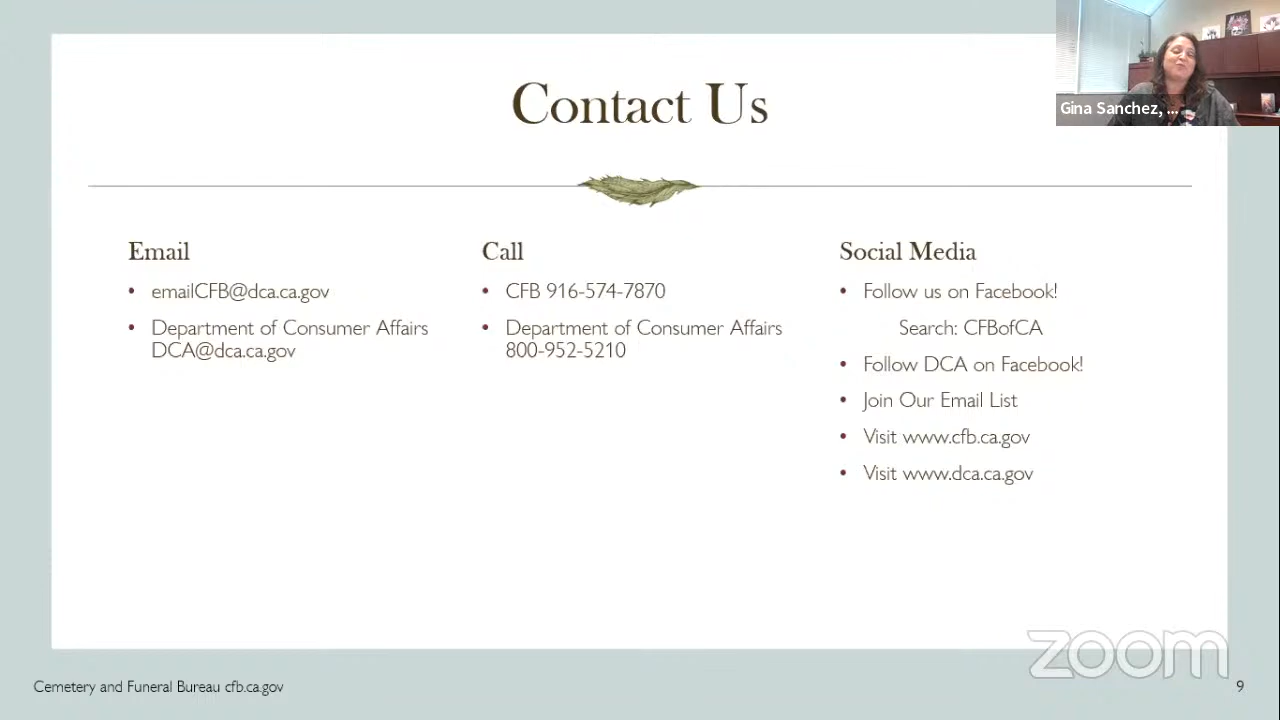 Contact Us
Gina Sanchez, ...
Email
• emailCFB@dca.ca.gov
• Department of Consumer Affairs
DCA@dca.ca.gov
Call
• CFB 916-574-7870
• Department of Consumer Affairs
800-952-5210
Social Media
• Follow us on Facebook!
Search: CFBofCA
• Follow DCA on Facebook!
• Join Our Email List
• Visit www.cfb.ca.gov
• Visit www.dca.ca.gov
zoom
Cemetery and Funeral Bureau cfb.ca.gov
9